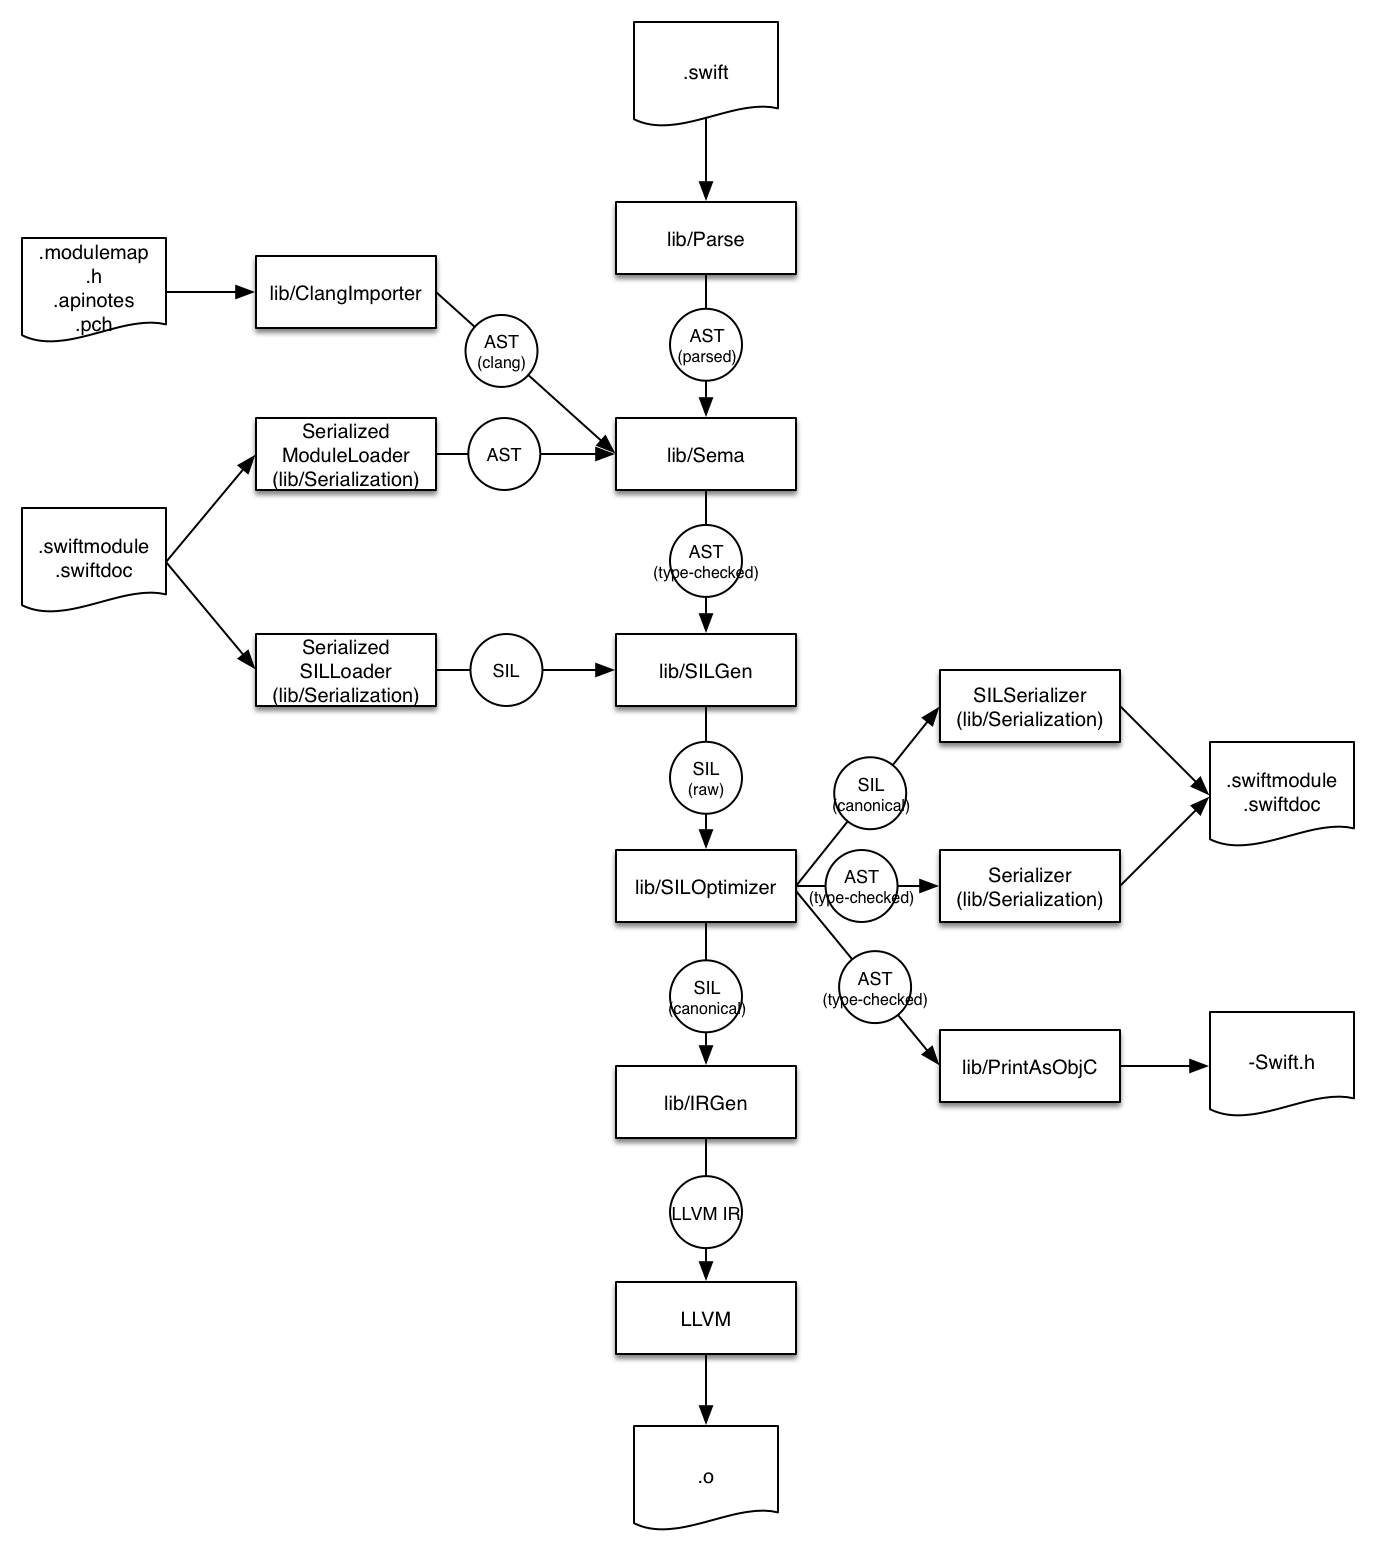 .swift
lib/Parse
.modulemap
.h
.apinotes
.pch
lib/ClangImporter
AST
(clang)
AST
(parsed)
Serialized
ModuleLoader
(lib/Serialization)
AST
lib/Sema
.swiftmodule
.swiftdoc
AST
(type-checked)
Serialized
SILLoader
(lib/Serialization)
SIL
lib/SILGen
SIL
(raw)
SILSerializer
(lib/Serialization)
SIL
(canonical)
.swiftmodule
.swiftdoc
lib/SILOptimizer
AST
(type-checked)
Serializer
(lib/Serialization)
AST
(type-checked)
SIL
(canonical)
lib/PrintAsObjC
-Swift.h
lib/IRGen
LLVM IR
LLVM
.o